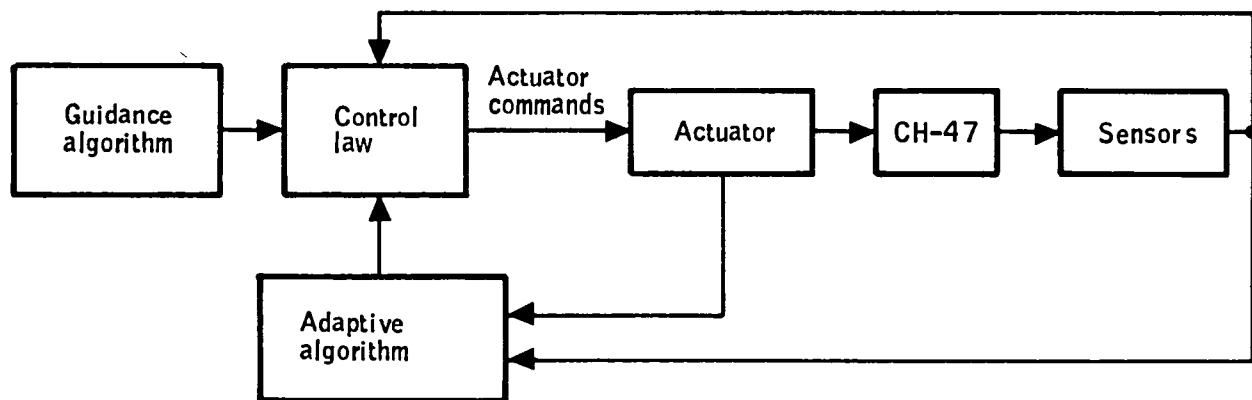 Guidance
algorithm
Control
law
Actuator
commands
Actuator
CH-47
Sensors
Adaptive
algorithm